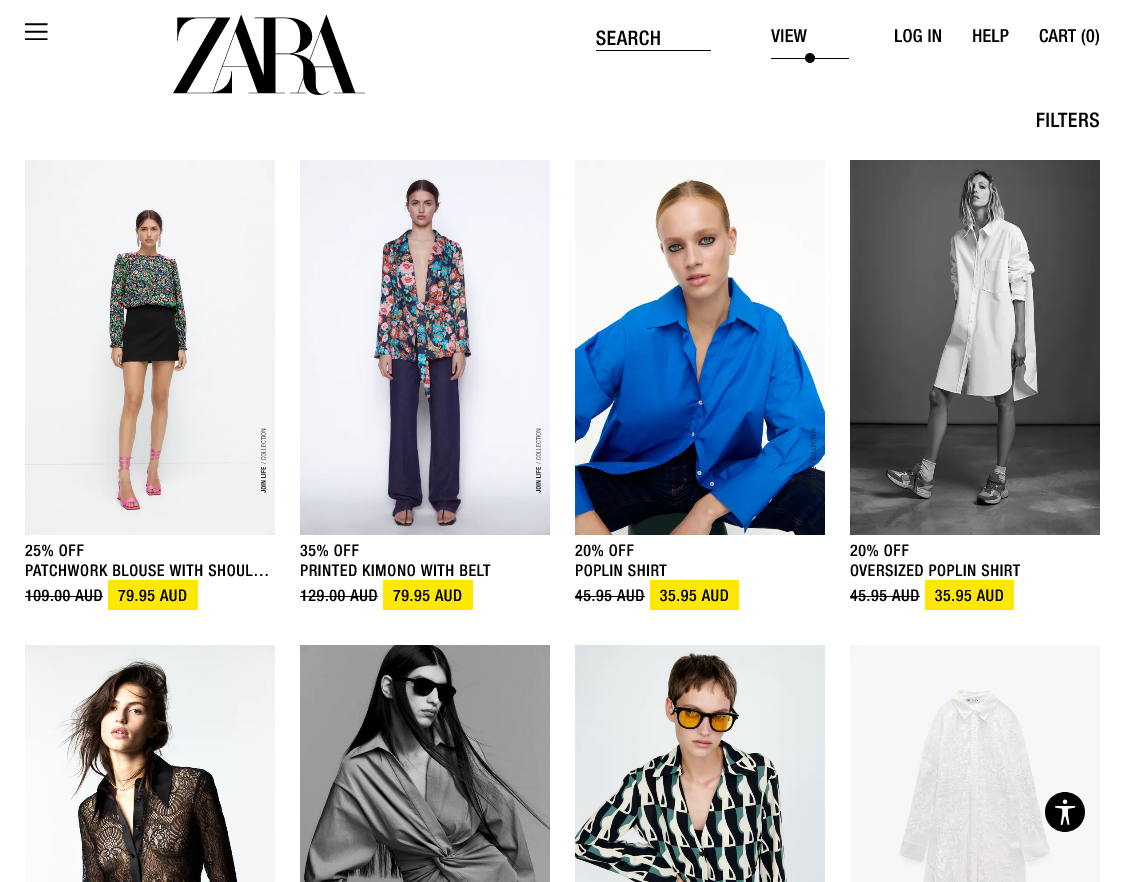 ZARA
SEARCH
VIEW
LOG IN
HELP
CART (0)
FILTERS
JOIN LIFE / COLLECTION
JOIN LIFE / COLLECTION
25% OFF
PATCHWORK BLOUSE WITH SHOUL...
109.00 AUD 79.95 AUD
35% OFF
PRINTED KIMONO WITH BELT
129.00 AUD 79.95 AUD
20% OFF
POPLIN SHIRT
45.95 AUD 35.95 AUD
20% OFF
OVERSIZED POPLIN SHIRT
45.95 AUD 35.95 AUD